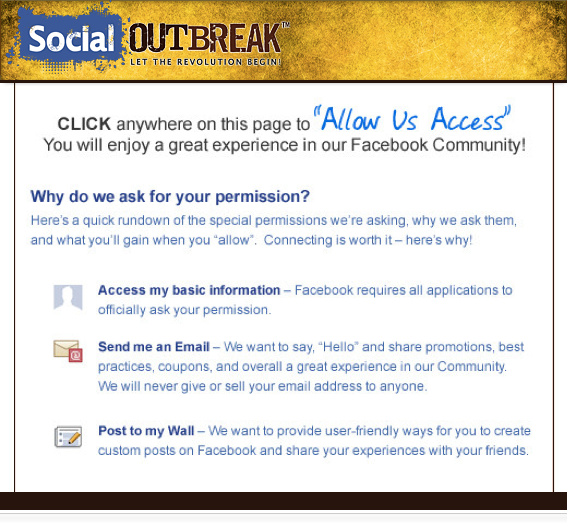 Social OUTBREAK™
LET THE REVOLUTION BEGIN!
CLICK anywhere on this page to "Allow Us Access"
You will enjoy a great experience in our Facebook Community!
Why do we ask for your permission?
Here's a quick rundown of the special permissions we're asking, why we ask them,
and what you'll gain when you "allow". Connecting is worth it – here's why!
Access my basic information – Facebook requires all applications to
officially ask your permission.
Send me an Email – We want to say, "Hello" and share promotions, best
practices, coupons, and overall a great experience in our Community.
We will never give or sell your email address to anyone.
Post to my Wall – We want to provide user-friendly ways for you to create
custom posts on Facebook and share your experiences with your friends.